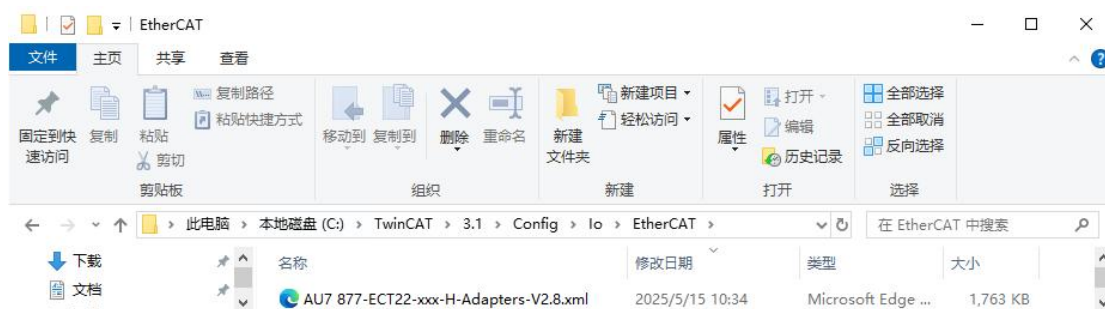 EtherCAT
文件 主页 共享 查看
固定到快速访问 复制 粘贴 复制路径 粘贴快捷方式 剪切 移动到 复制到 删除 重命名 新建文件夹 新建项目 轻松访问 属性 打开 编辑 历史记录 全部选择 全部取消 反向选择
剪贴板 组织 新建 打开 选择
此电脑 > 本地磁盘 (C:) > TwinCAT > 3.1 > Config > Io > EtherCAT > 在 EtherCAT 中搜索
下载 名称 修改日期 类型 大小
文档 AU7 877-ECT22-xxx-H-Adapters-V2.8.xml 2025/5/15 10:34 Microsoft Edge ... 1,763 KB